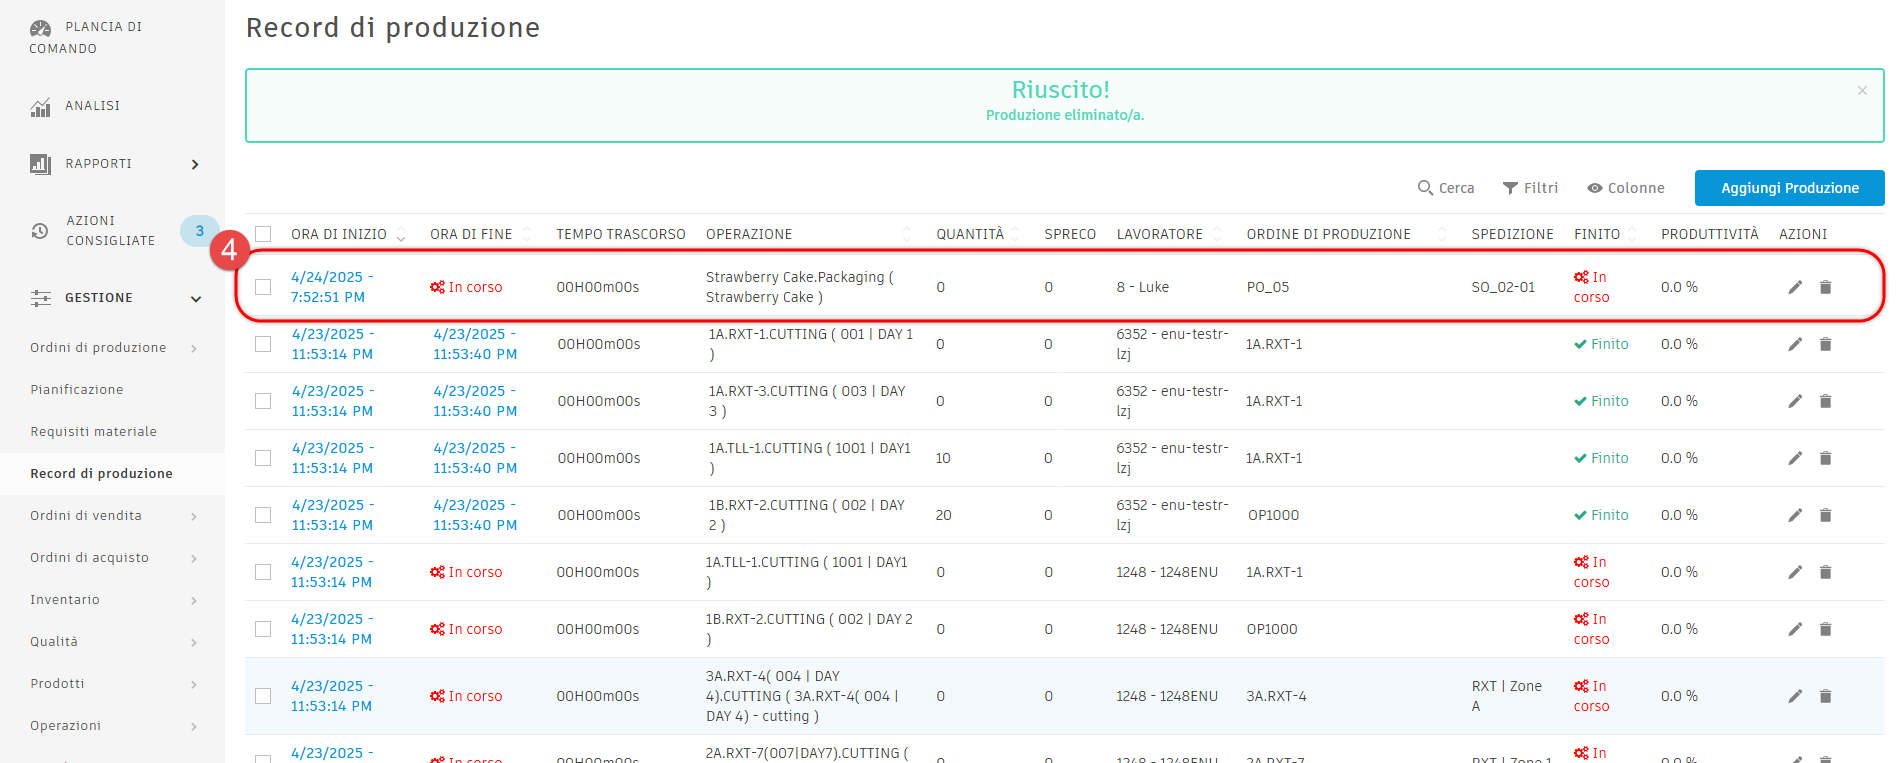 PLANCIA DI
COMANDO
ANALISI
RAPPORTI
AZIONI
CONSIGLIATE
3
GESTIONE
Ordini di produzione
Pianificazione
Requisiti materiale
Record di produzione
Ordini di vendita
Ordini di acquisto
Inventario
Qualità
Prodotti
Operazioni
Record di produzione
Riuscito!
×
Produzione eliminato/a.
Cerca
Filtri
Colonne
Aggiungi Produzione
ORA DI INIZIO
ORA DI FINE
TEMPO TRASCORSO
OPERAZIONE
QUANTITÀ
SPRECO
LAVORATORE
ORDINE DI PRODUZIONE
SPEDIZIONE
FINITO
PRODUTTIVITÀ
AZIONI
4
4/24/2025 -
7:52:51 PM
In corso
00H00m00s
Strawberry Cake.Packaging (
Strawberry Cake )
0
0
8 - Luke
PO_05
SO_02-01
In
corso
0.0 %
4/23/2025 -
11:53:14 PM
4/23/2025 -
11:53:40 PM
00H00m00s
1A.RXT-1.CUTTING ( 001 | DAY 1
)
0
0
6352 - enu-testr-
lzj
1A.RXT-1
Finito
0.0 %
4/23/2025 -
11:53:14 PM
4/23/2025 -
11:53:40 PM
00H00m00s
1A.RXT-3.CUTTING ( 003 | DAY
3 )
0
0
6352 - enu-testr-
lzj
1A.RXT-1
Finito
0.0 %
4/23/2025 -
11:53:14 PM
4/23/2025 -
11:53:40 PM
00H00m00s
1A.TLL-1.CUTTING ( 1001 | DAY1
)
10
0
6352 - enu-testr-
lzj
1A.RXT-1
Finito
0.0 %
4/23/2025 -
11:53:14 PM
4/23/2025 -
11:53:40 PM
00H00m00s
1B.RXT-2.CUTTING ( 002 | DAY
2 )
20
0
6352 - enu-testr-
lzj
OP1000
Finito
0.0 %
4/23/2025 -
11:53:14 PM
In corso
00H00m00s
1A.TLL-1.CUTTING ( 1001 | DAY1
)
0
0
1248 - 1248ENU
1A.RXT-1
In
corso
0.0 %
4/23/2025 -
11:53:14 PM
In corso
00H00m00s
1B.RXT-2.CUTTING ( 002 | DAY 2
)
0
0
1248 - 1248ENU
OP1000
In
corso
0.0 %
4/23/2025 -
11:53:14 PM
In corso
00H00m00s
3A.RXT-4( 004 | DAY
4).CUTTING ( 3A.RXT-4( 004 |
DAY 4) - cutting )
0
0
1248 - 1248ENU
3A.RXT-4
RXT | Zone
A
In
corso
0.0 %
4/23/2025 -
In corso
00H00m00s
2A.RXT-7(007|DAY7).CUTTING (
0
0
1248 - 1248ENU
2A.RXT-7
RXT | Zone 1
In
0.0 %